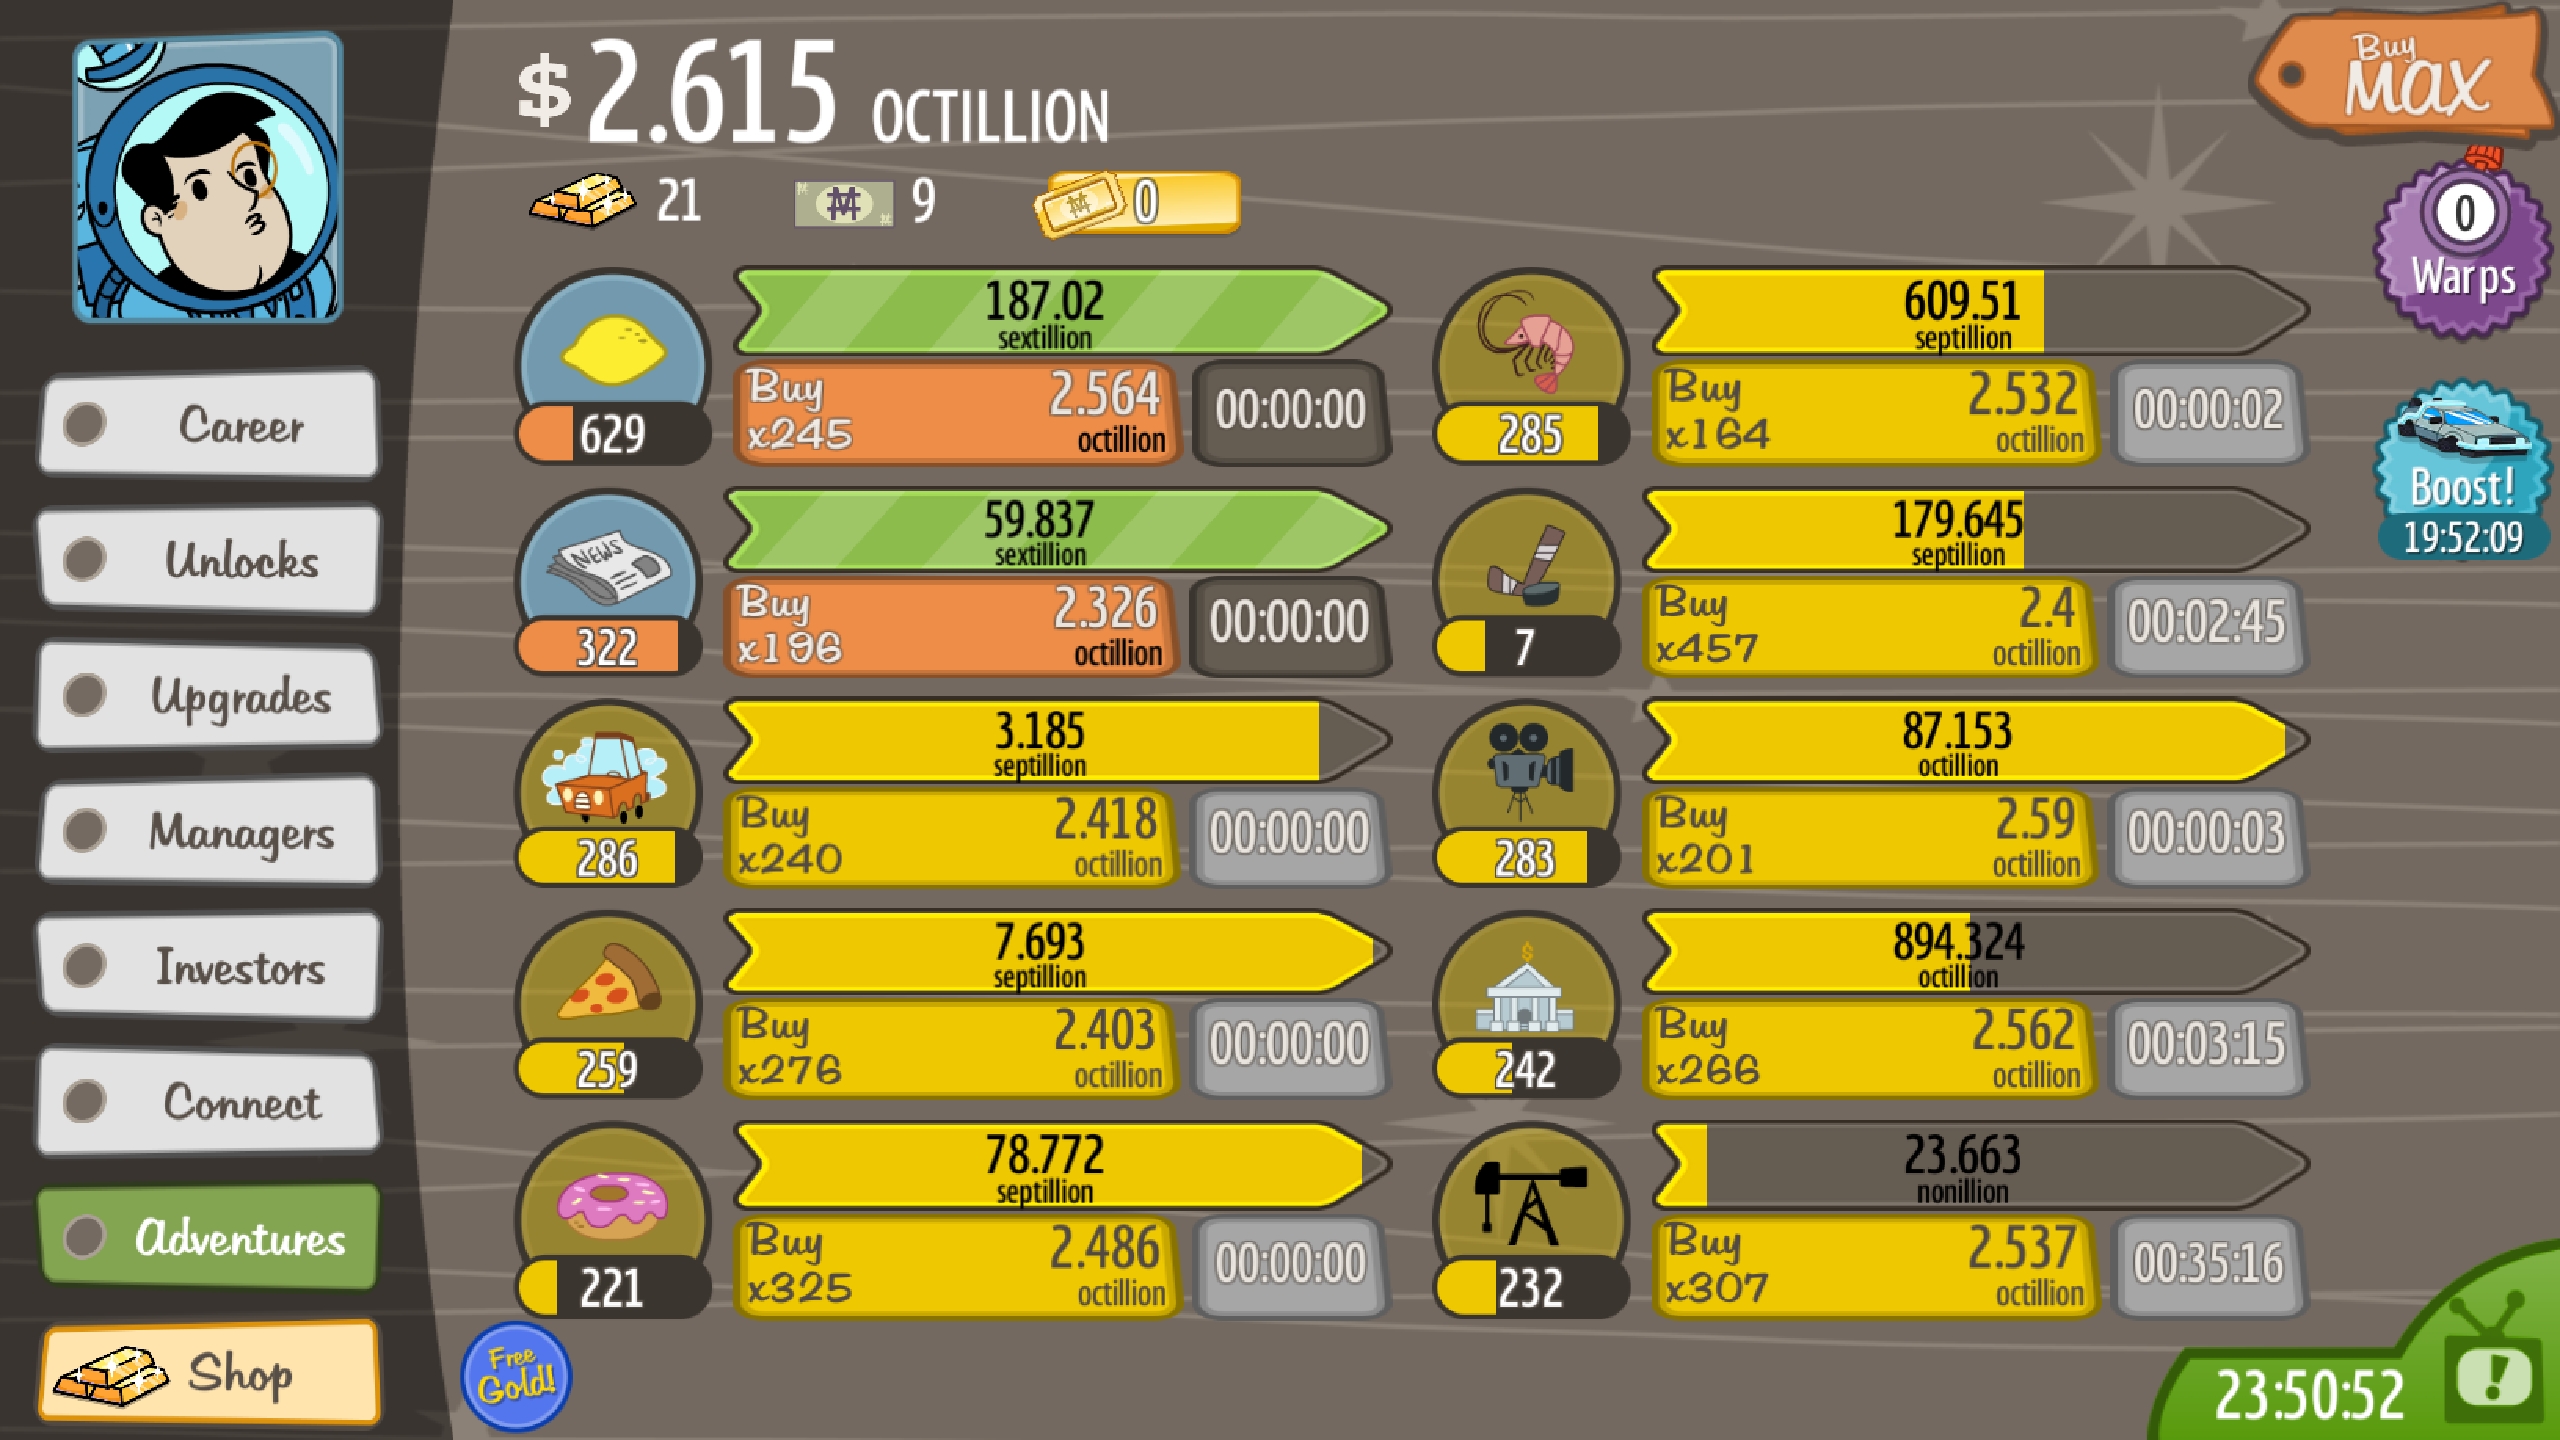 $2.615 OCTILLION
Buy
MAX
21
9
0
0
Warps
Boost!
19:52:09
Career
Unlocks
Upgrades
Managers
Investors
Connect
Adventures
Shop
187.02
sextillion
629
Buy
x245
2.564
octillion
00:00:00
NEWS
59.837
sextillion
322
Buy
x196
2.326
octillion
00:00:00
3.185
septillion
286
Buy
x240
2.418
octillion
00:00:00
7.693
septillion
259
Buy
x276
2.403
octillion
00:00:00
78.772
septillion
221
Buy
x325
2.486
octillion
00:00:00
609.51
septillion
285
Buy
x164
2.532
octillion
00:00:02
179.645
septillion
7
Buy
x457
2.4
octillion
00:02:45
87.153
octillion
283
Buy
x201
2.59
octillion
00:00:03
$
894.324
octillion
242
Buy
x266
2.562
octillion
00:03:15
23.663
nonillion
232
Buy
x307
2.537
octillion
00:35:16
Free
Gold!
23:50:52
!